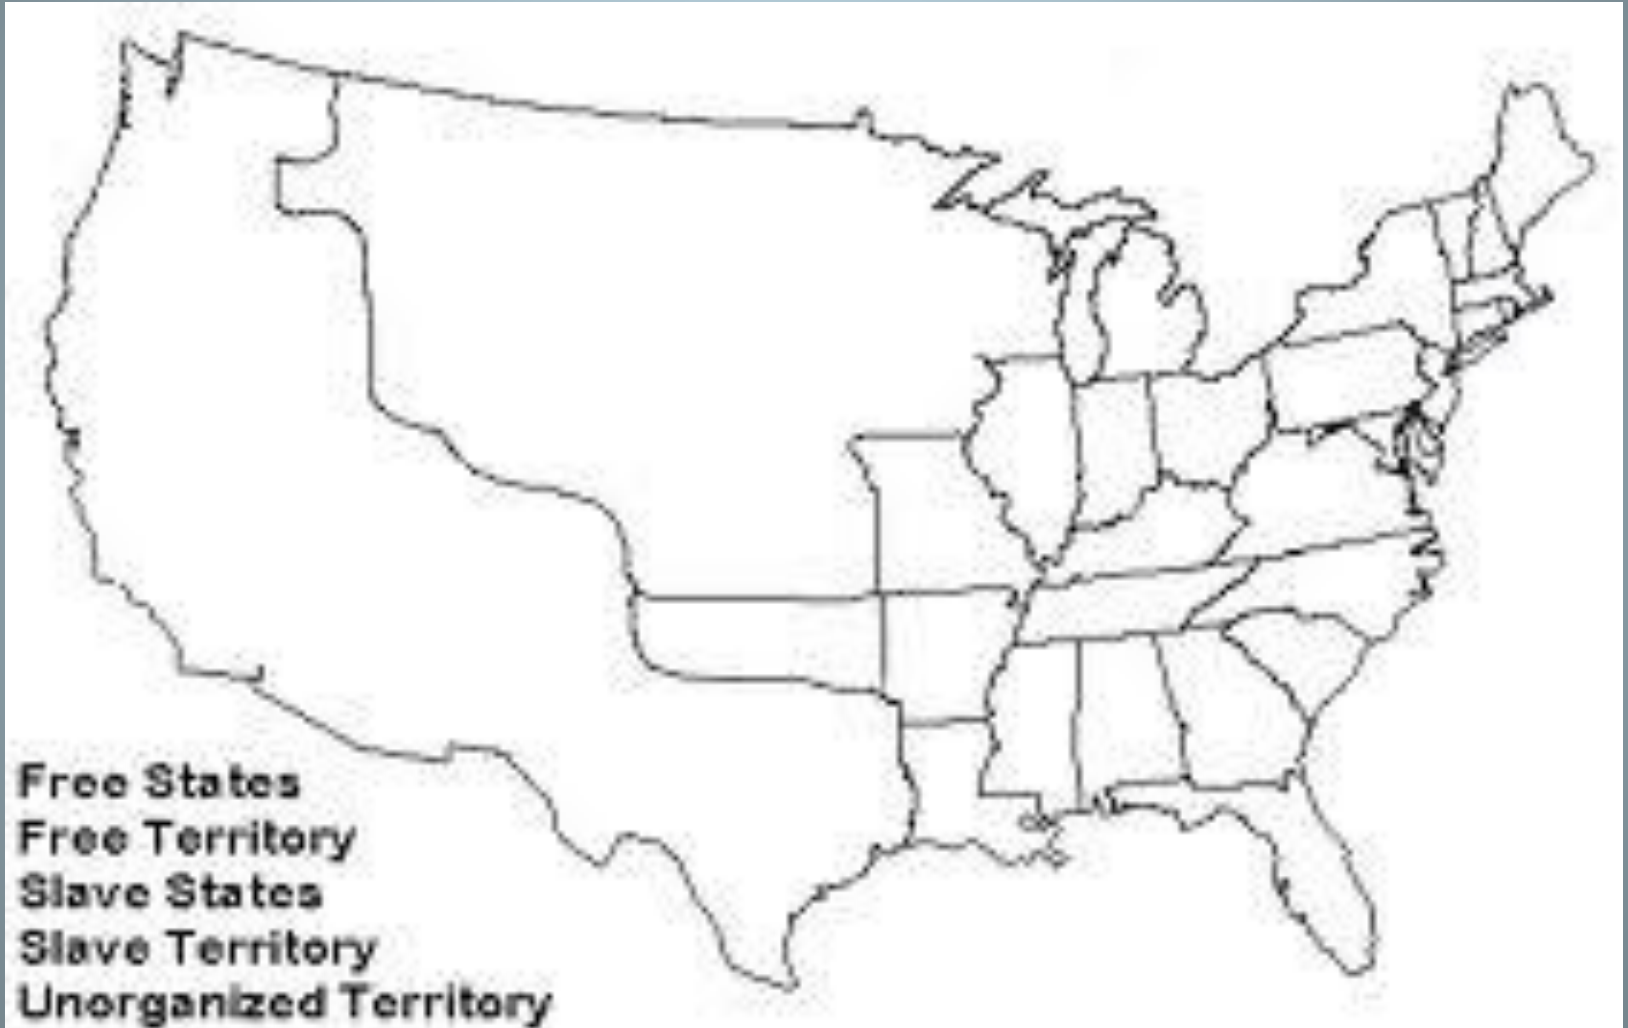 Free States
Free Territory
Slave States
Slave Territory
Unorganized Territory